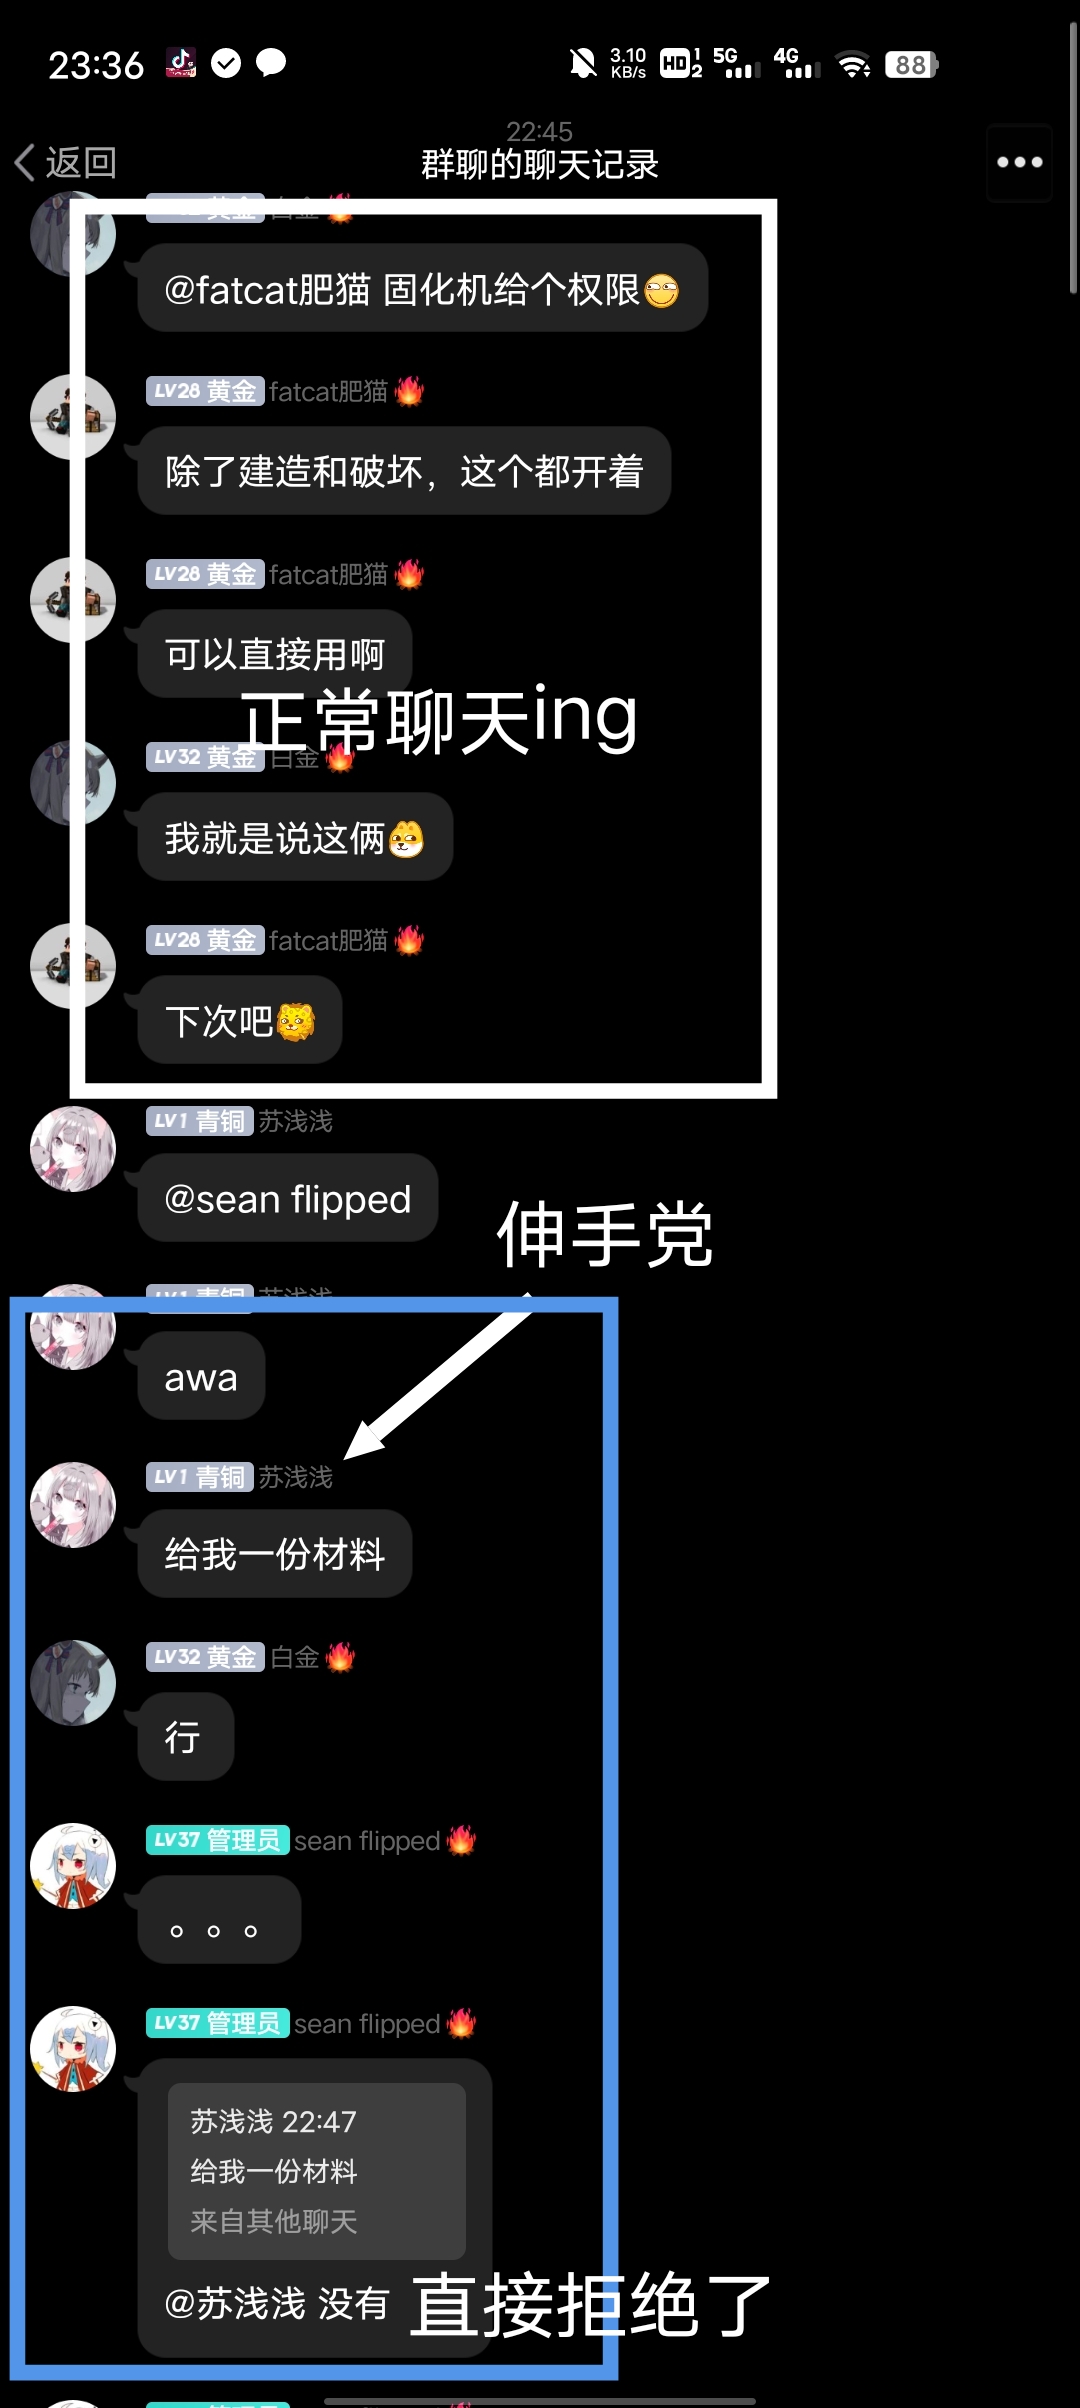 23:36
3.10 KB/s HD 1 2 5G 4G 88
22:45
返回
群聊的聊天记录
黄金 白金
@fatcat肥猫 固化机给个权限
LV28 黄金 fatcat肥猫
除了建造和破坏，这个都开着
LV28 黄金 fatcat肥猫
可以直接用啊
正常聊天ing
LV32 黄金 白金
我就是说这俩
LV28 黄金 fatcat肥猫
下次吧
LV1 青铜 苏浅浅
@sean flipped
伸手党
LV1 青铜 苏浅浅
awa
LV1 青铜 苏浅浅
给我一份材料
LV32 黄金 白金
行
LV37 管理员 sean flipped
。。。
LV37 管理员 sean flipped
苏浅浅 22:47
给我一份材料
来自其他聊天
@苏浅浅 没有
直接拒绝了